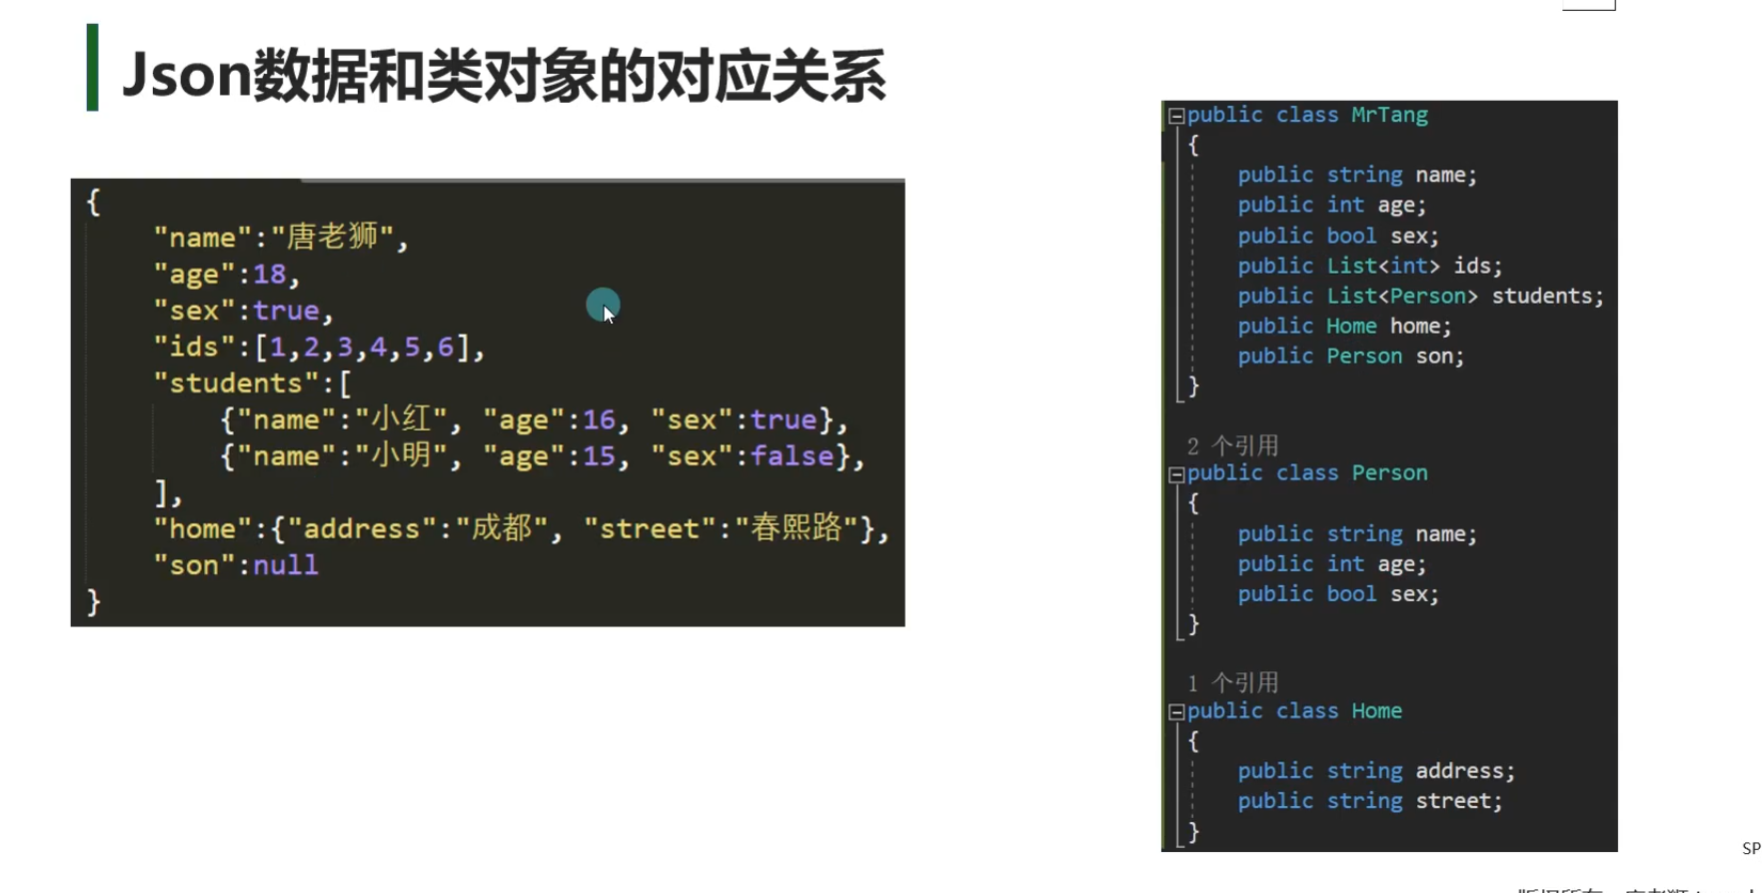 Json数据和类对象的对应关系
{
"name":"唐老狮",
"age":18,
"sex":true,
"ids":[1,2,3,4,5,6],
"students":[
{"name":"小红", "age":16, "sex":true},
{"name":"小明", "age":15, "sex":false},
],
"home":{"address":"成都", "street":"春熙路"},
"son":null
}
public class MrTang
{
public string name;
public int age;
public bool sex;
public List<int> ids;
public List<Person> students;
public Home home;
public Person son;
}
2 个引用
public class Person
{
public string name;
public int age;
public bool sex;
}
1 个引用
public class Home
{
public string address;
public string street;
}
SP